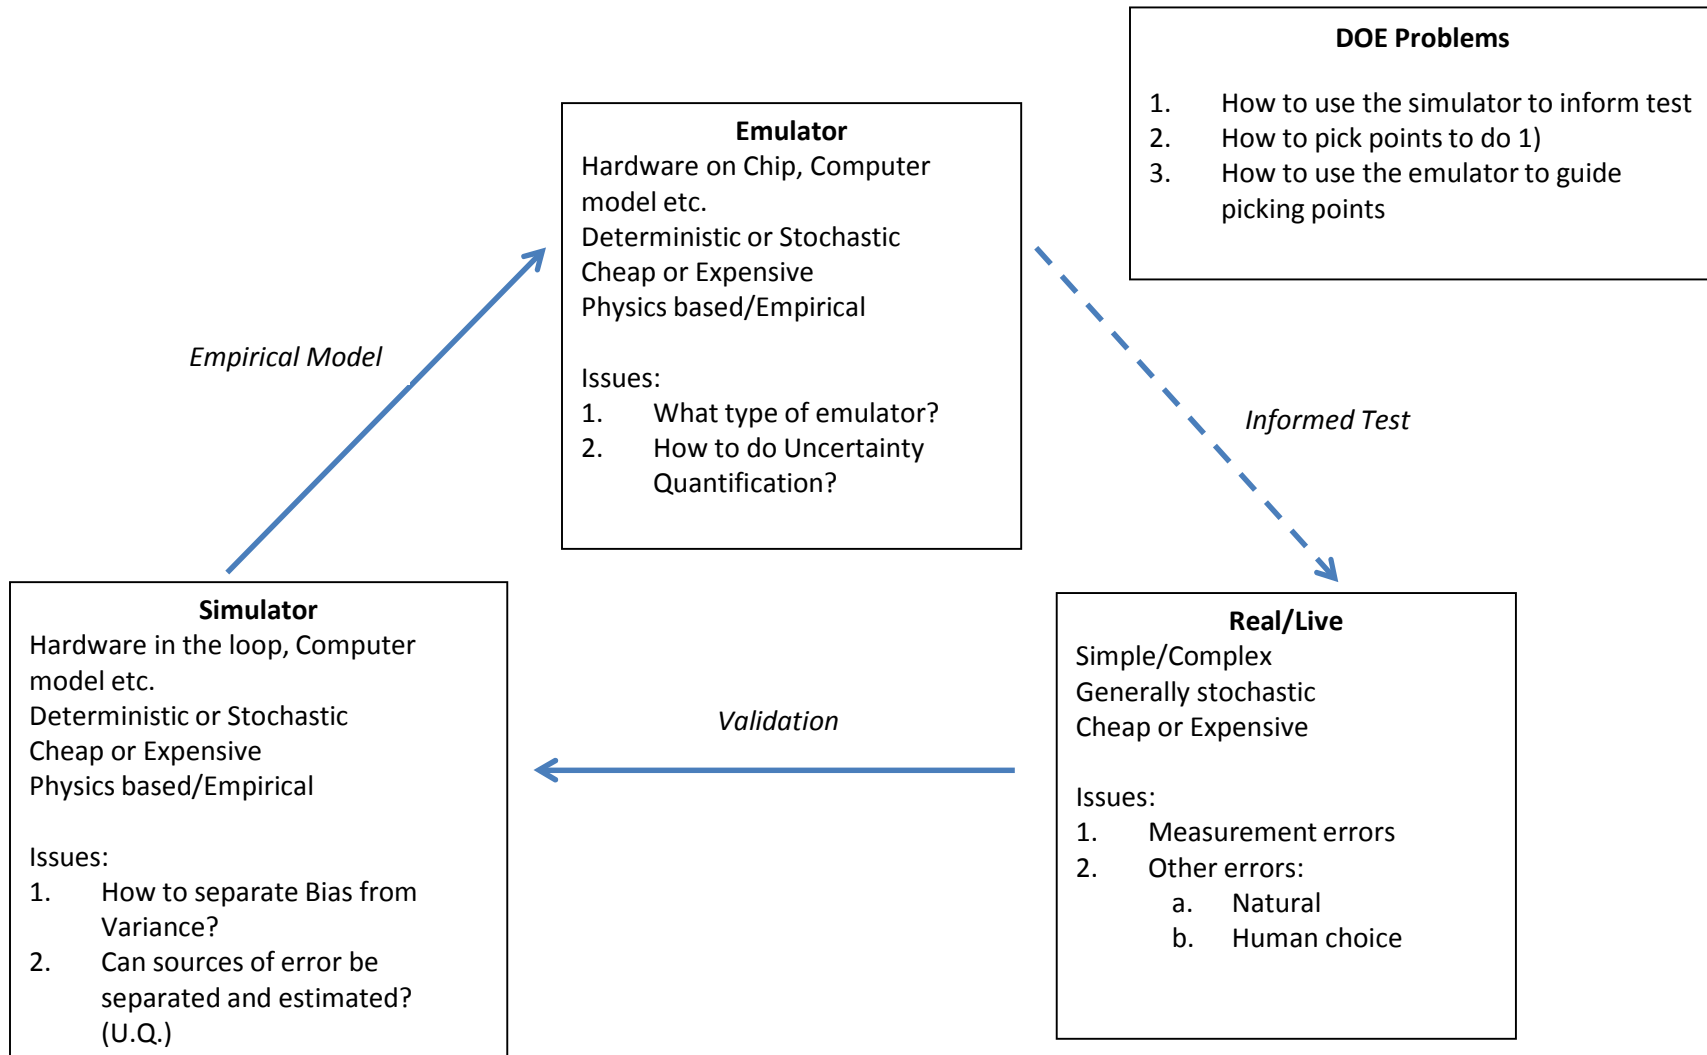 DOE Problems
1. How to use the simulator to inform test
2. How to pick points to do 1)
3. How to use the emulator to guide
picking points
Emulator
Hardware on Chip, Computer
model etc.
Deterministic or Stochastic
Cheap or Expensive
Physics based/Empirical
Issues:
1. What type of emulator?
2. How to do Uncertainty
Quantification?
Empirical Model
Informed Test
Simulator
Hardware in the loop, Computer
model etc.
Deterministic or Stochastic
Cheap or Expensive
Physics based/Empirical
Issues:
1. How to separate Bias from
Variance?
2. Can sources of error be
separated and estimated?
(U.Q.)
Validation
Real/Live
Simple/Complex
Generally stochastic
Cheap or Expensive
Issues:
1. Measurement errors
2. Other errors:
a. Natural
b. Human choice